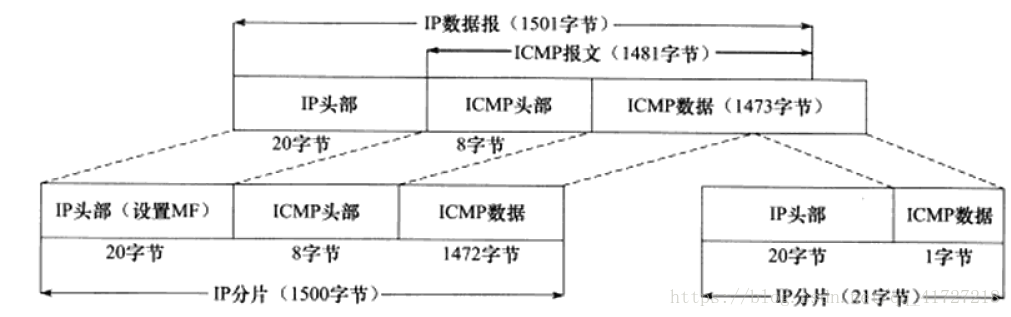 IP数据报（1501字节）
ICMP报文（1481字节）
IP头部 ICMP头部 ICMP数据（1473字节）
20字节 8字节
IP头部（设置MF） ICMP头部 ICMP数据 IP头部 ICMP数据
20字节 8字节 1472字节 20字节 1字节
IP分片（1500字节） IP分片（21字节）